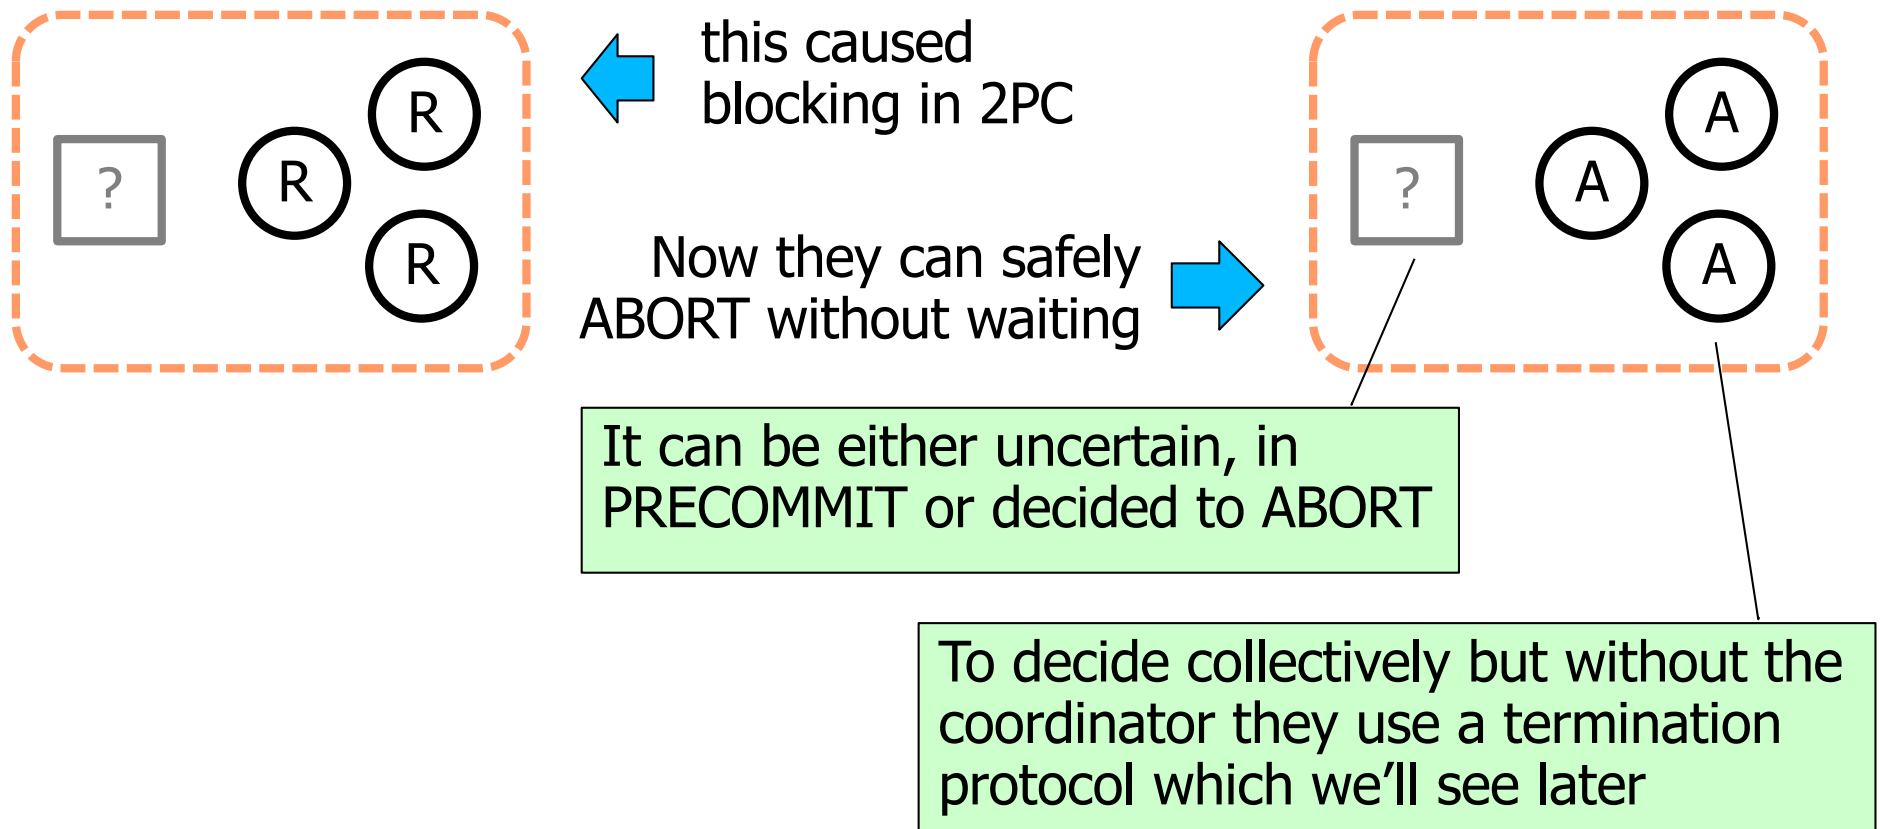 ?
R
R
R
this caused
blocking in 2PC
Now they can safely
ABORT without waiting
?
A
A
A
It can be either uncertain, in
PRECOMMIT or decided to ABORT
To decide collectively but without the
coordinator they use a termination
protocol which we’ll see later